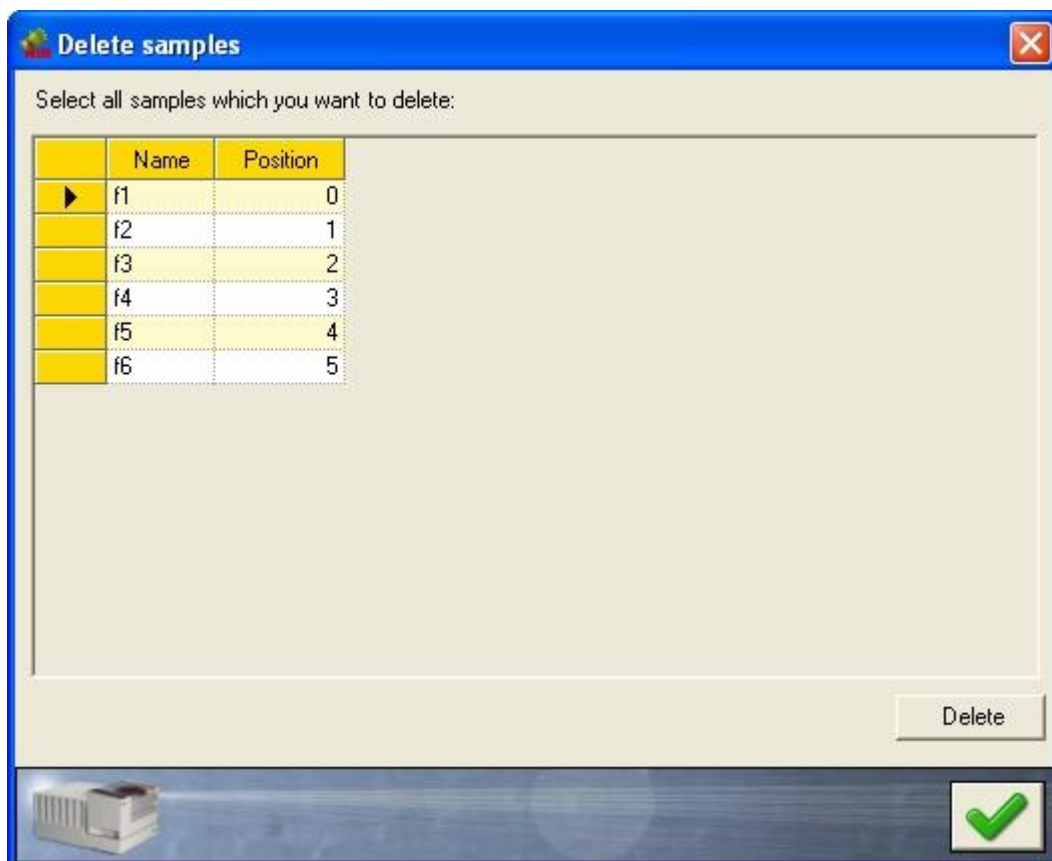 Delete samples
Select all samples which you want to delete:
Name Position
f1 0
f2 1
f3 2
f4 3
f5 4
f6 5
Delete